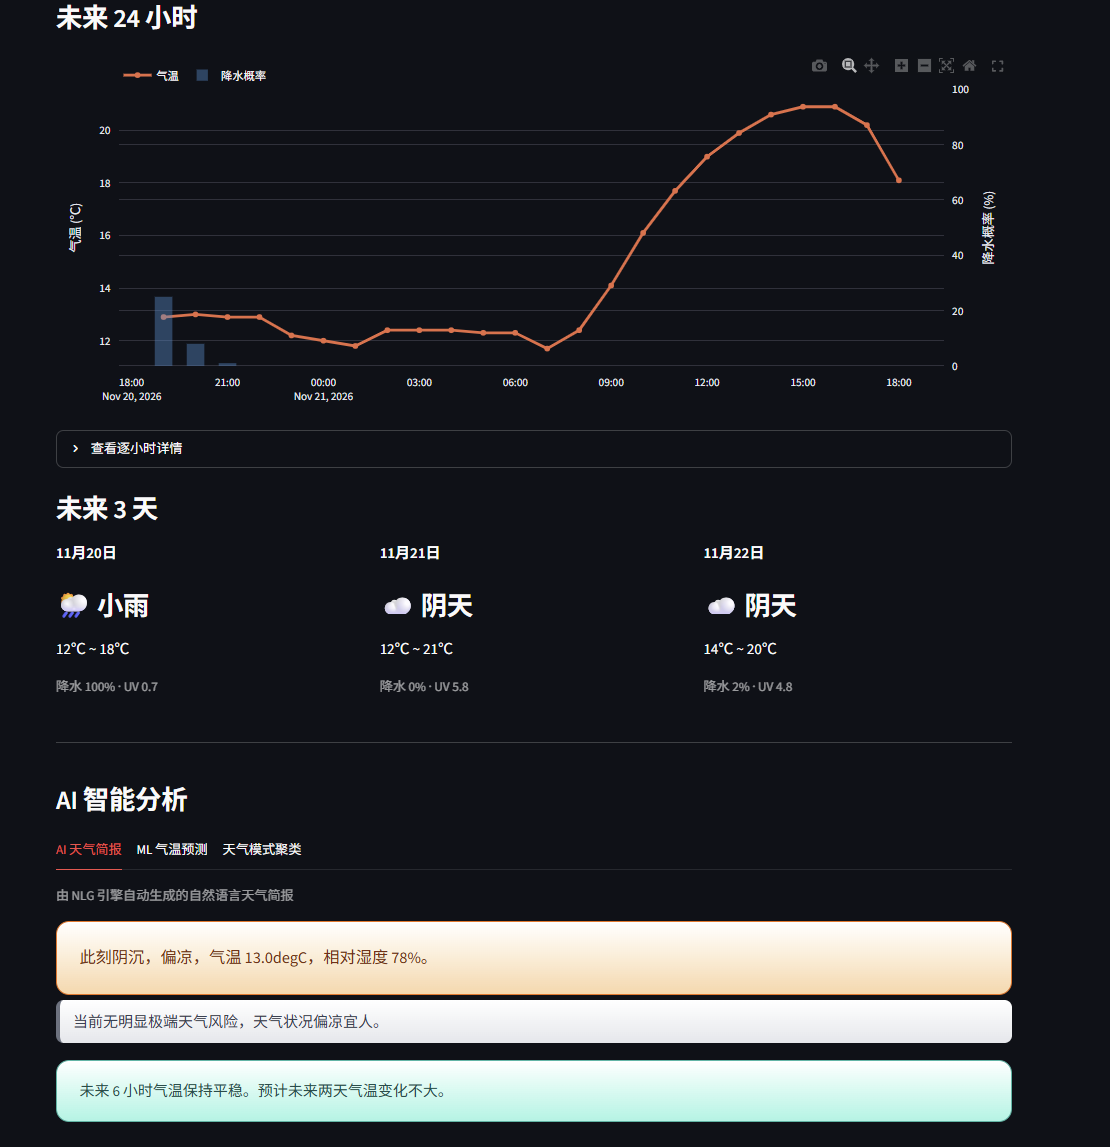 未来 24 小时
气温 降水概率
100
20
80
18
60
16
40
14
20
12
0
气温 (°C)
降水概率 (%)
18:00 21:00 00:00 03:00 06:00 09:00 12:00 15:00 18:00
Nov 20, 2026 Nov 21, 2026
查看逐小时详情
未来 3 天
11月20日 11月21日 11月22日
小雨 阴天 阴天
12°C ~ 18°C 12°C ~ 21°C 14°C ~ 20°C
降水 100% · UV 0.7 降水 0% · UV 5.8 降水 2% · UV 4.8
AI 智能分析
AI 天气简报 ML 气温预测 天气模式聚类
由 NLG 引擎自动生成的自然语言天气简报
此刻阴沉，偏凉，气温 13.0degC，相对湿度 78%。
当前无明显极端天气风险，天气状况偏凉宜人。
未来 6 小时气温保持平稳。预计未来两天气温变化不大。